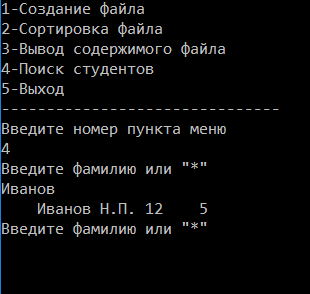 1-Создание файла
2-Сортировка файла
3-Вывод содержимого файла
4-Поиск студентов
5-Выход
-------------------------------
Введите номер пункта меню
4
Введите фамилию или "*"
Иванов
    Иванов Н.П. 12    5
Введите фамилию или "*"